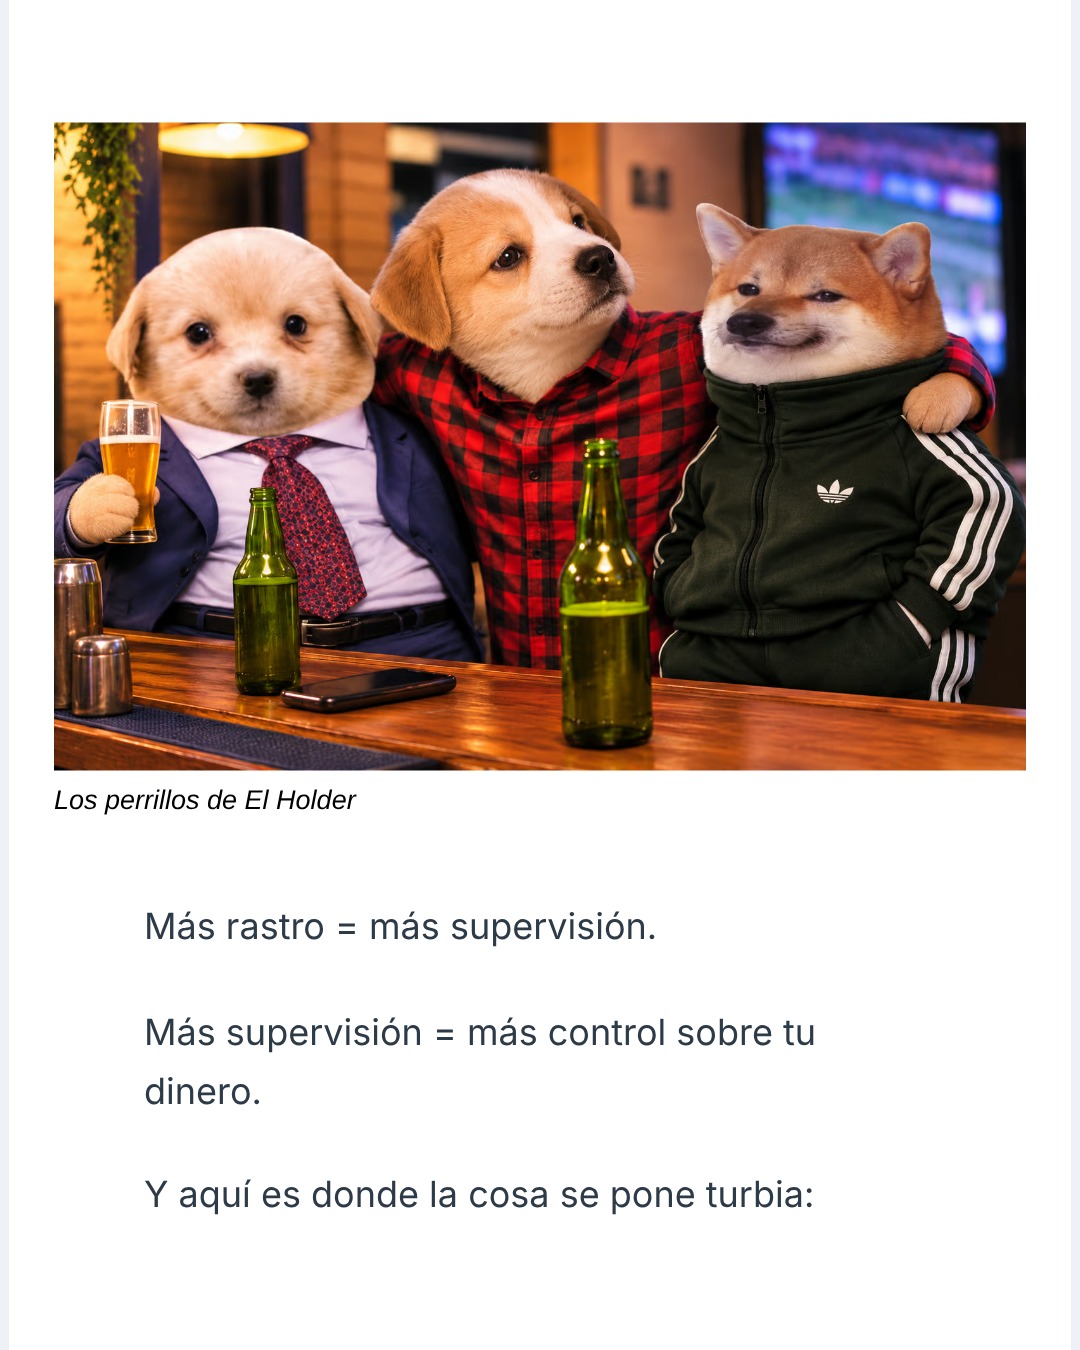 Los perrillos de El Holder
Más rastro = más supervisión.
Más supervisión = más control sobre tu
dinero.
Y aquí es donde la cosa se pone turbia: